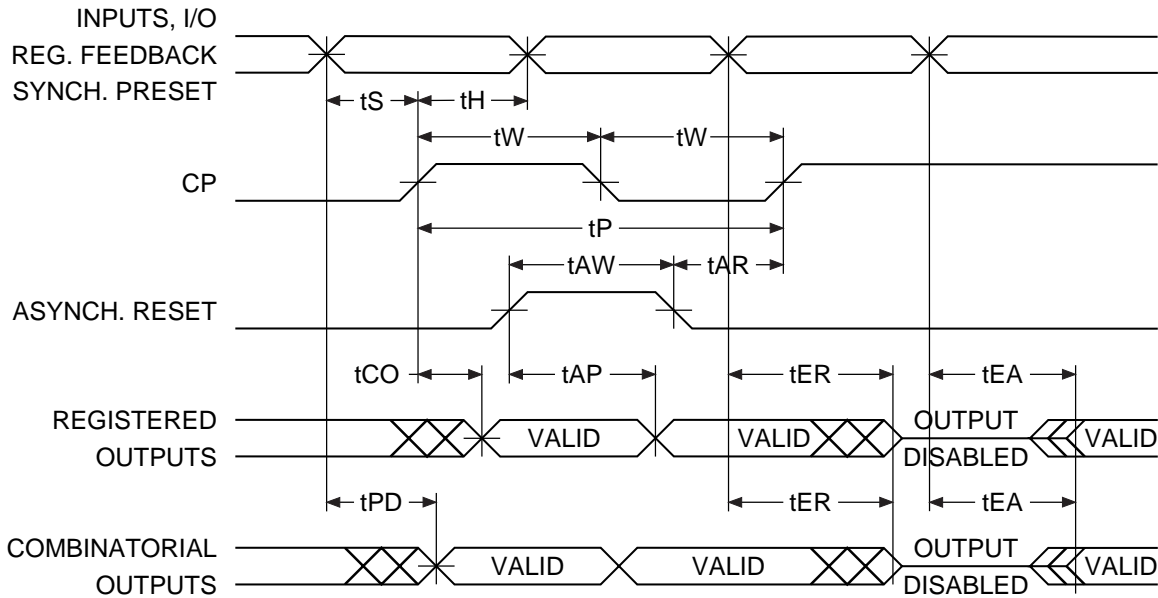 INPUTS, I/O
REG. FEEDBACK
SYNCH. PRESET
tS tH
tW tW
CP
tP
tAW tAR
ASYNCH. RESET
tCO tAP tER tEA
REGISTERED OUTPUT
VALID VALID VALID
OUTPUTS DISABLED
tPD tER tEA
COMBINATORIAL OUTPUT
VALID VALID VALID
OUTPUTS DISABLED